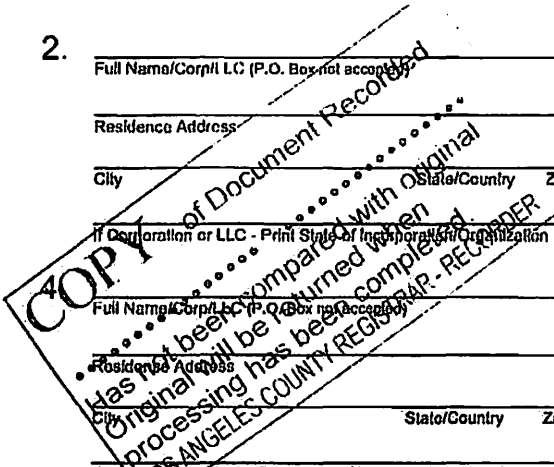 2.
Full Name/Corp/LLC (P.O. Box not accepted)
Residence Address
City State/Country Z
If Corporation or LLC - Print State of Incorporation/Organization
4.
Full Name/Corp/LLC (P.O. Box not accepted)
Residence Address
City State/Country Z
COPY of Document Recorded
Has not been compared with original
Original will be returned when
processing has been completed.
LOS ANGELES COUNTY REGISTRAR - RECORDER